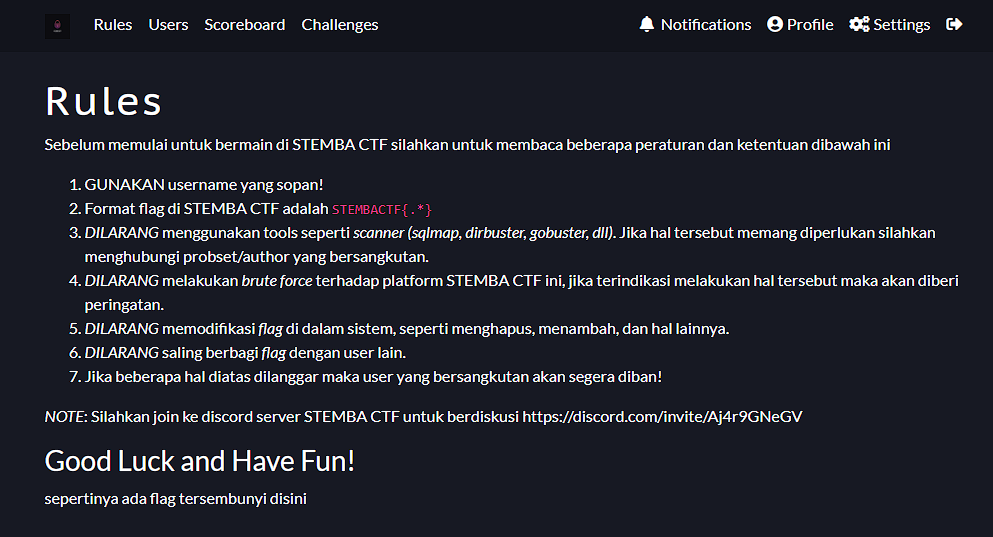 Rules Users Scoreboard Challenges Notifications Profile Settings
Rules
Sebelum memulai untuk bermain di STEMBA CTF silahkan untuk membaca beberapa peraturan dan ketentuan dibawah ini
1. GUNAKAN username yang sopan!
2. Format flag di STEMBA CTF adalah STEMBACTF{.*}
3. DILARANG menggunakan tools seperti scanner (sqlmap, dirbuster, gobuster, dll). Jika hal tersebut memang diperlukan silahkan
menghubungi probset/author yang bersangkutan.
4. DILARANG melakukan brute force terhadap platform STEMBA CTF ini, jika terindikasi melakukan hal tersebut maka akan diberi
peringatan.
5. DILARANG memodifikasi flag di dalam sistem, seperti menghapus, menambah, dan hal lainnya.
6. DILARANG saling berbagi flag dengan user lain.
7. Jika beberapa hal diatas dilanggar maka user yang bersangkutan akan segera diban!
NOTE: Silahkan join ke discord server STEMBA CTF untuk berdiskusi https://discord.com/invite/Aj4r9GNeGV
Good Luck and Have Fun!
sepertinya ada flag tersembunyi disini